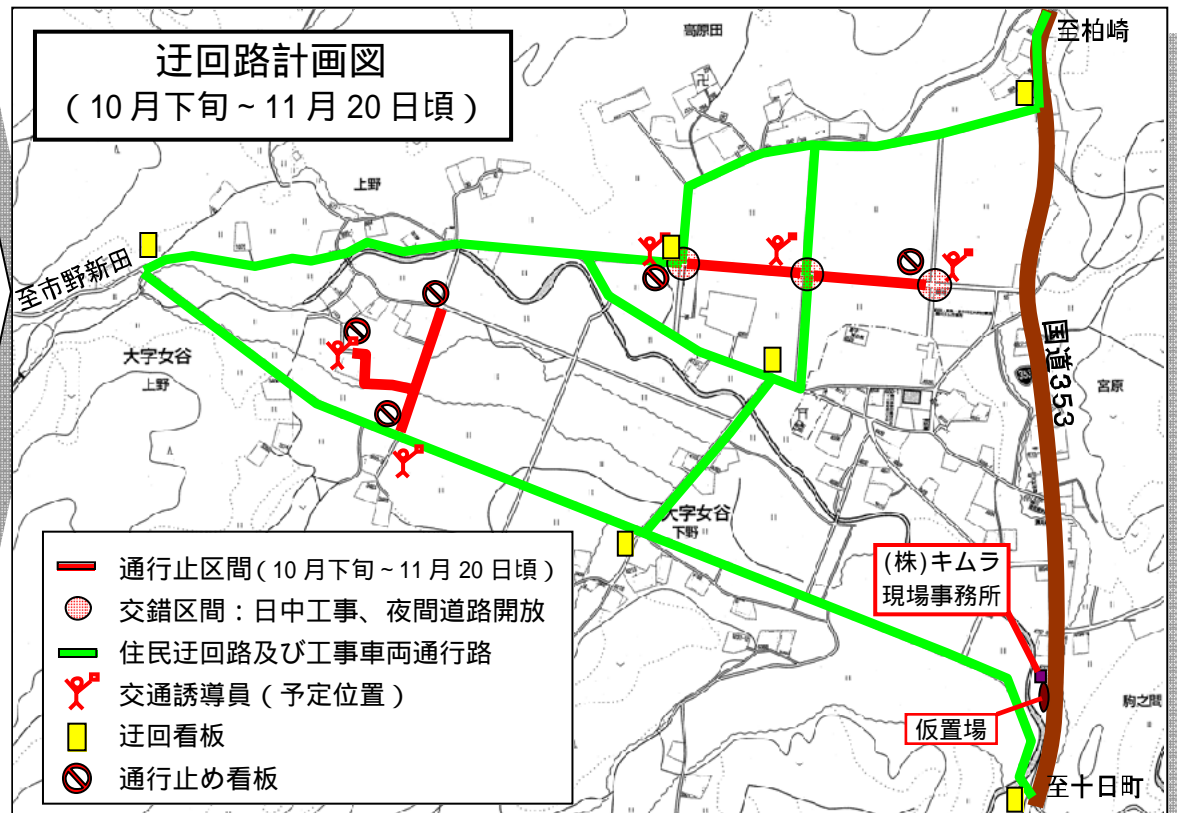 迂回路計画図
（10月下旬～11月20日頃）
高原田
至柏崎
上野
至市野新田
大字女谷
上野
国道353
353
宮原
大字女谷
下野
通行止区間（10月下旬～11月20日頃）
交錯区間：日中工事、夜間道路開放
住民迂回路及び工事車両通行路
交通誘導員（予定位置）
迂回看板
通行止め看板
(株)キムラ
現場事務所
仮置場
駒之間
至十日町